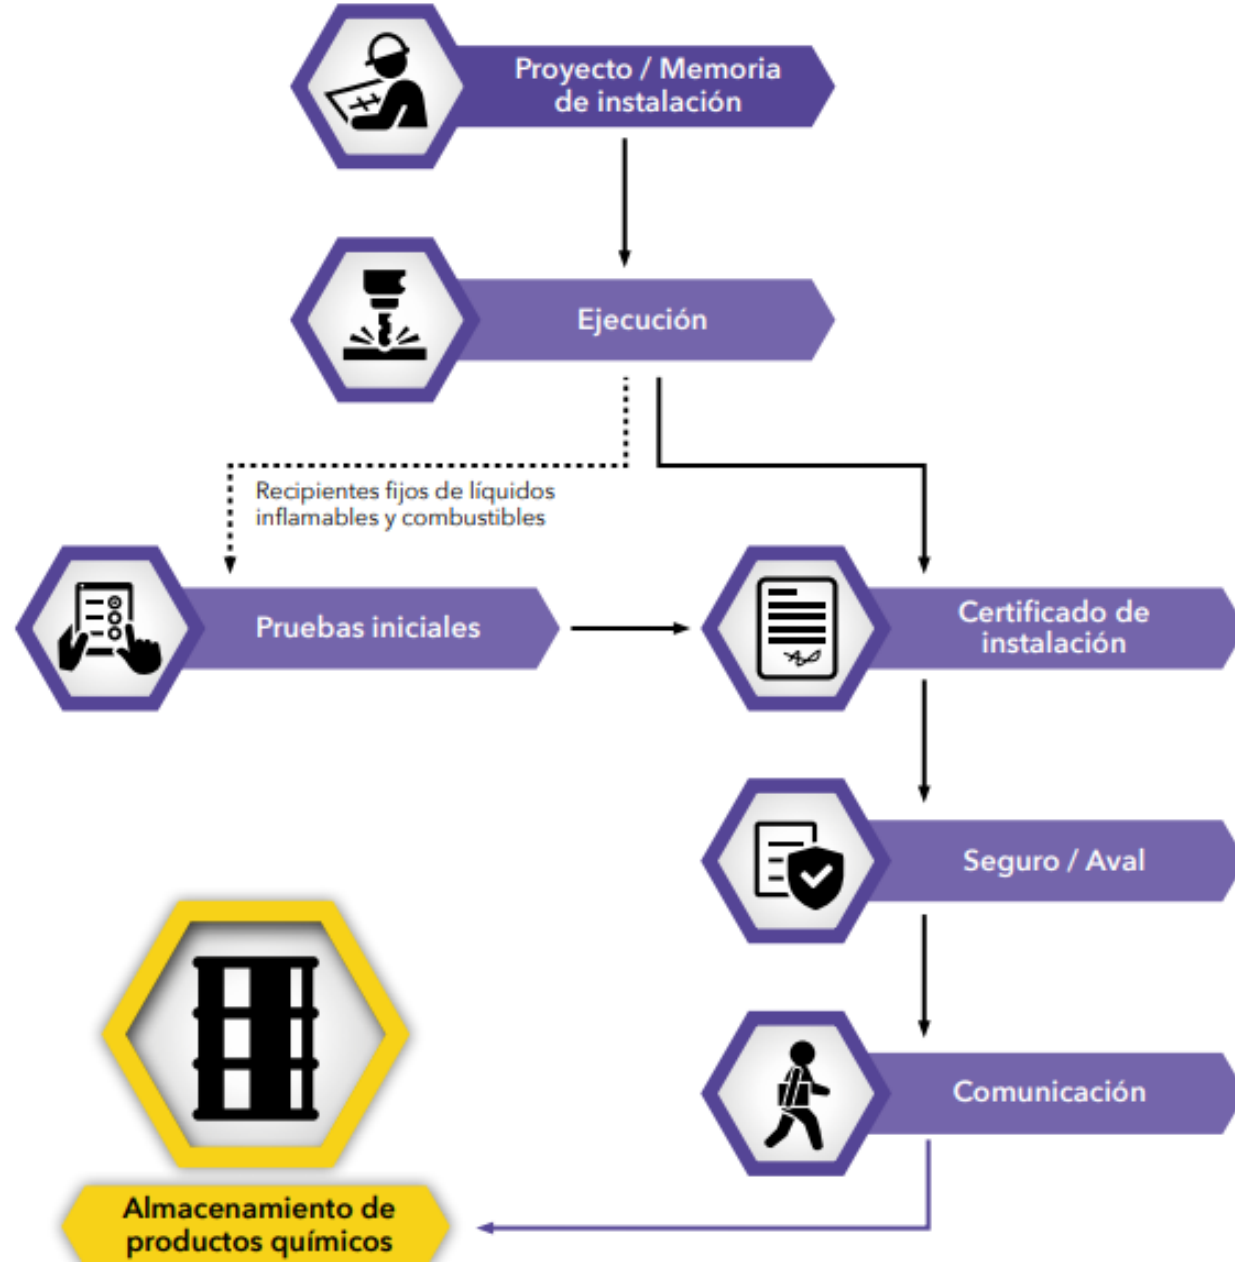 Proyecto / Memoria
de instalación
Ejecución
Recipientes fijos de líquidos
inflamables y combustibles
Pruebas iniciales
Certificado de
instalación
Seguro / Aval
Comunicación
Almacenamiento de
productos químicos